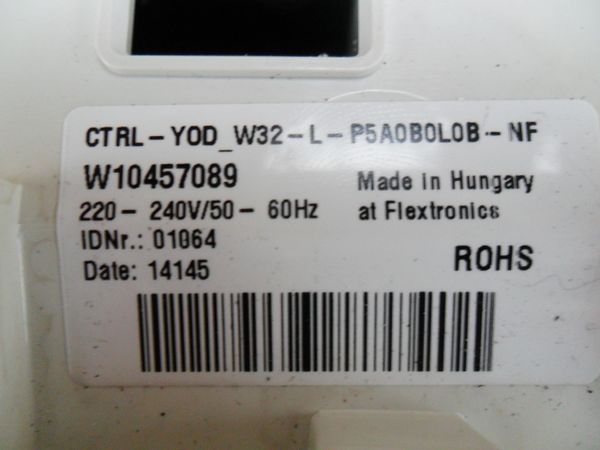 CTRL-YOD_W32-L-P5A0B0L0B-NF
W10457089
220- 240V/50- 60Hz
IDNr.: 01064
Date: 14145
Made in Hungary
at Flextronics
ROHS